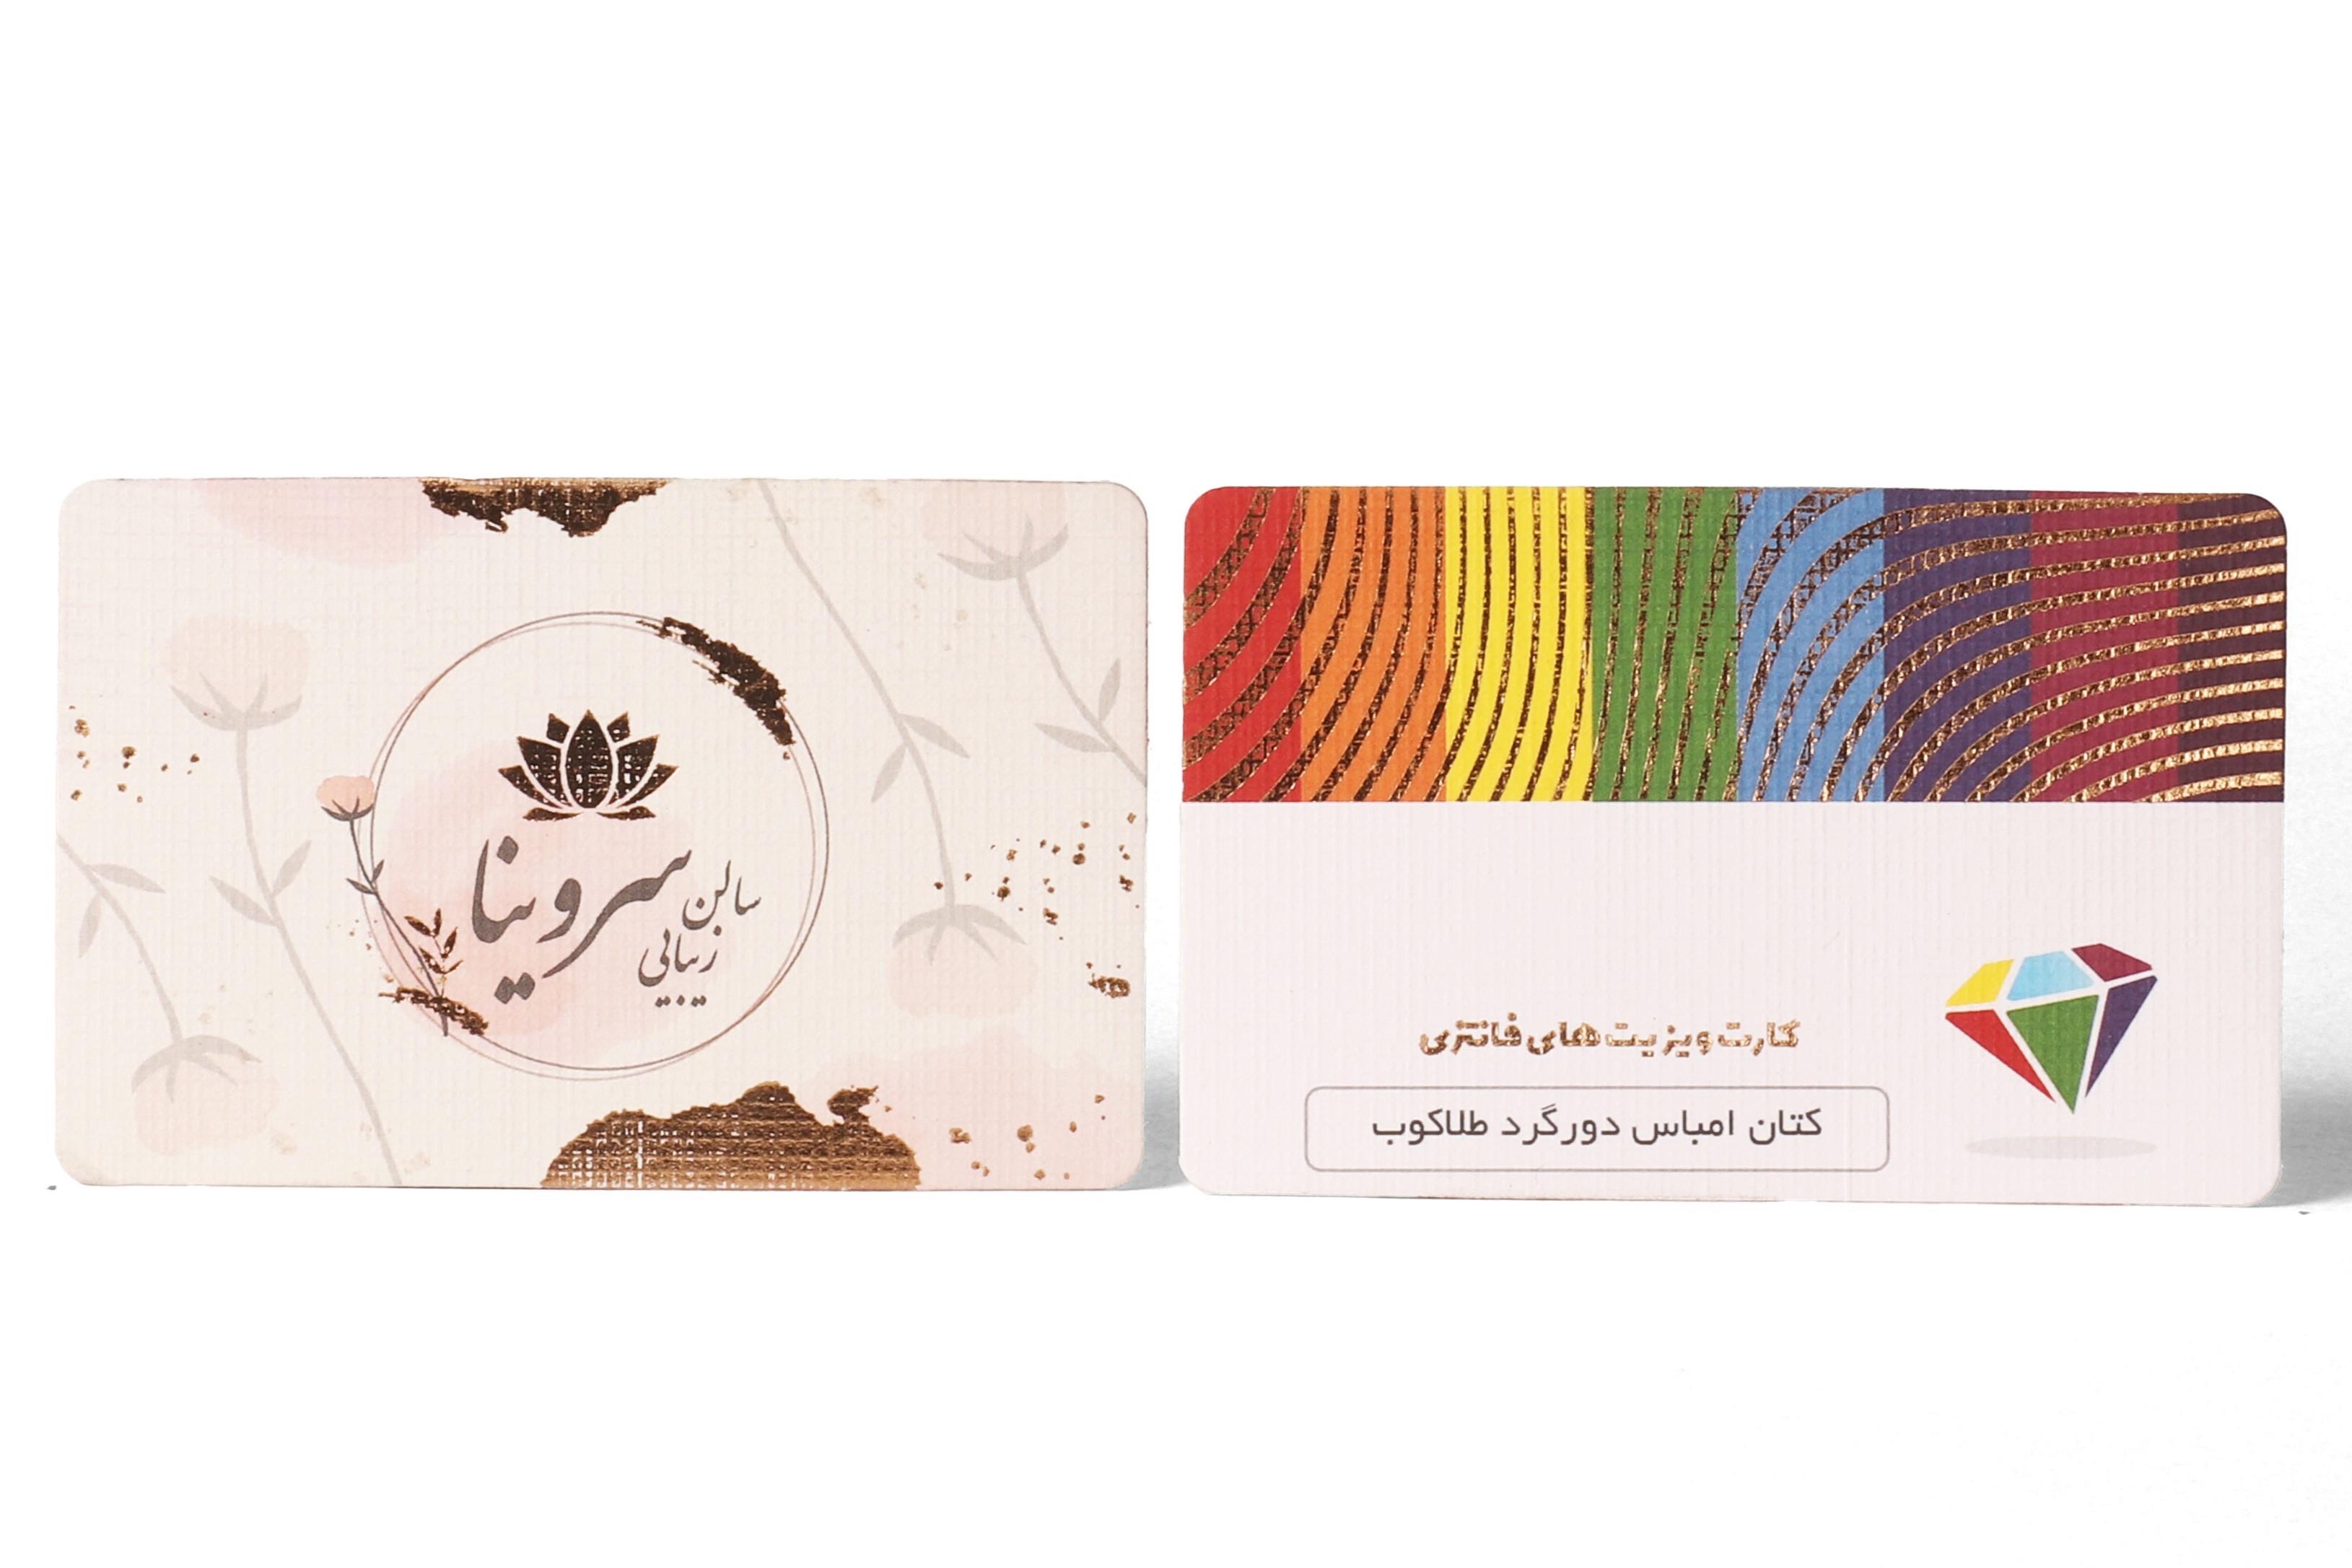 سالن
زیبایی
سروینا
کارت ویزیت‌های فانتزی
کتان امباس دورگرد طلاکوب